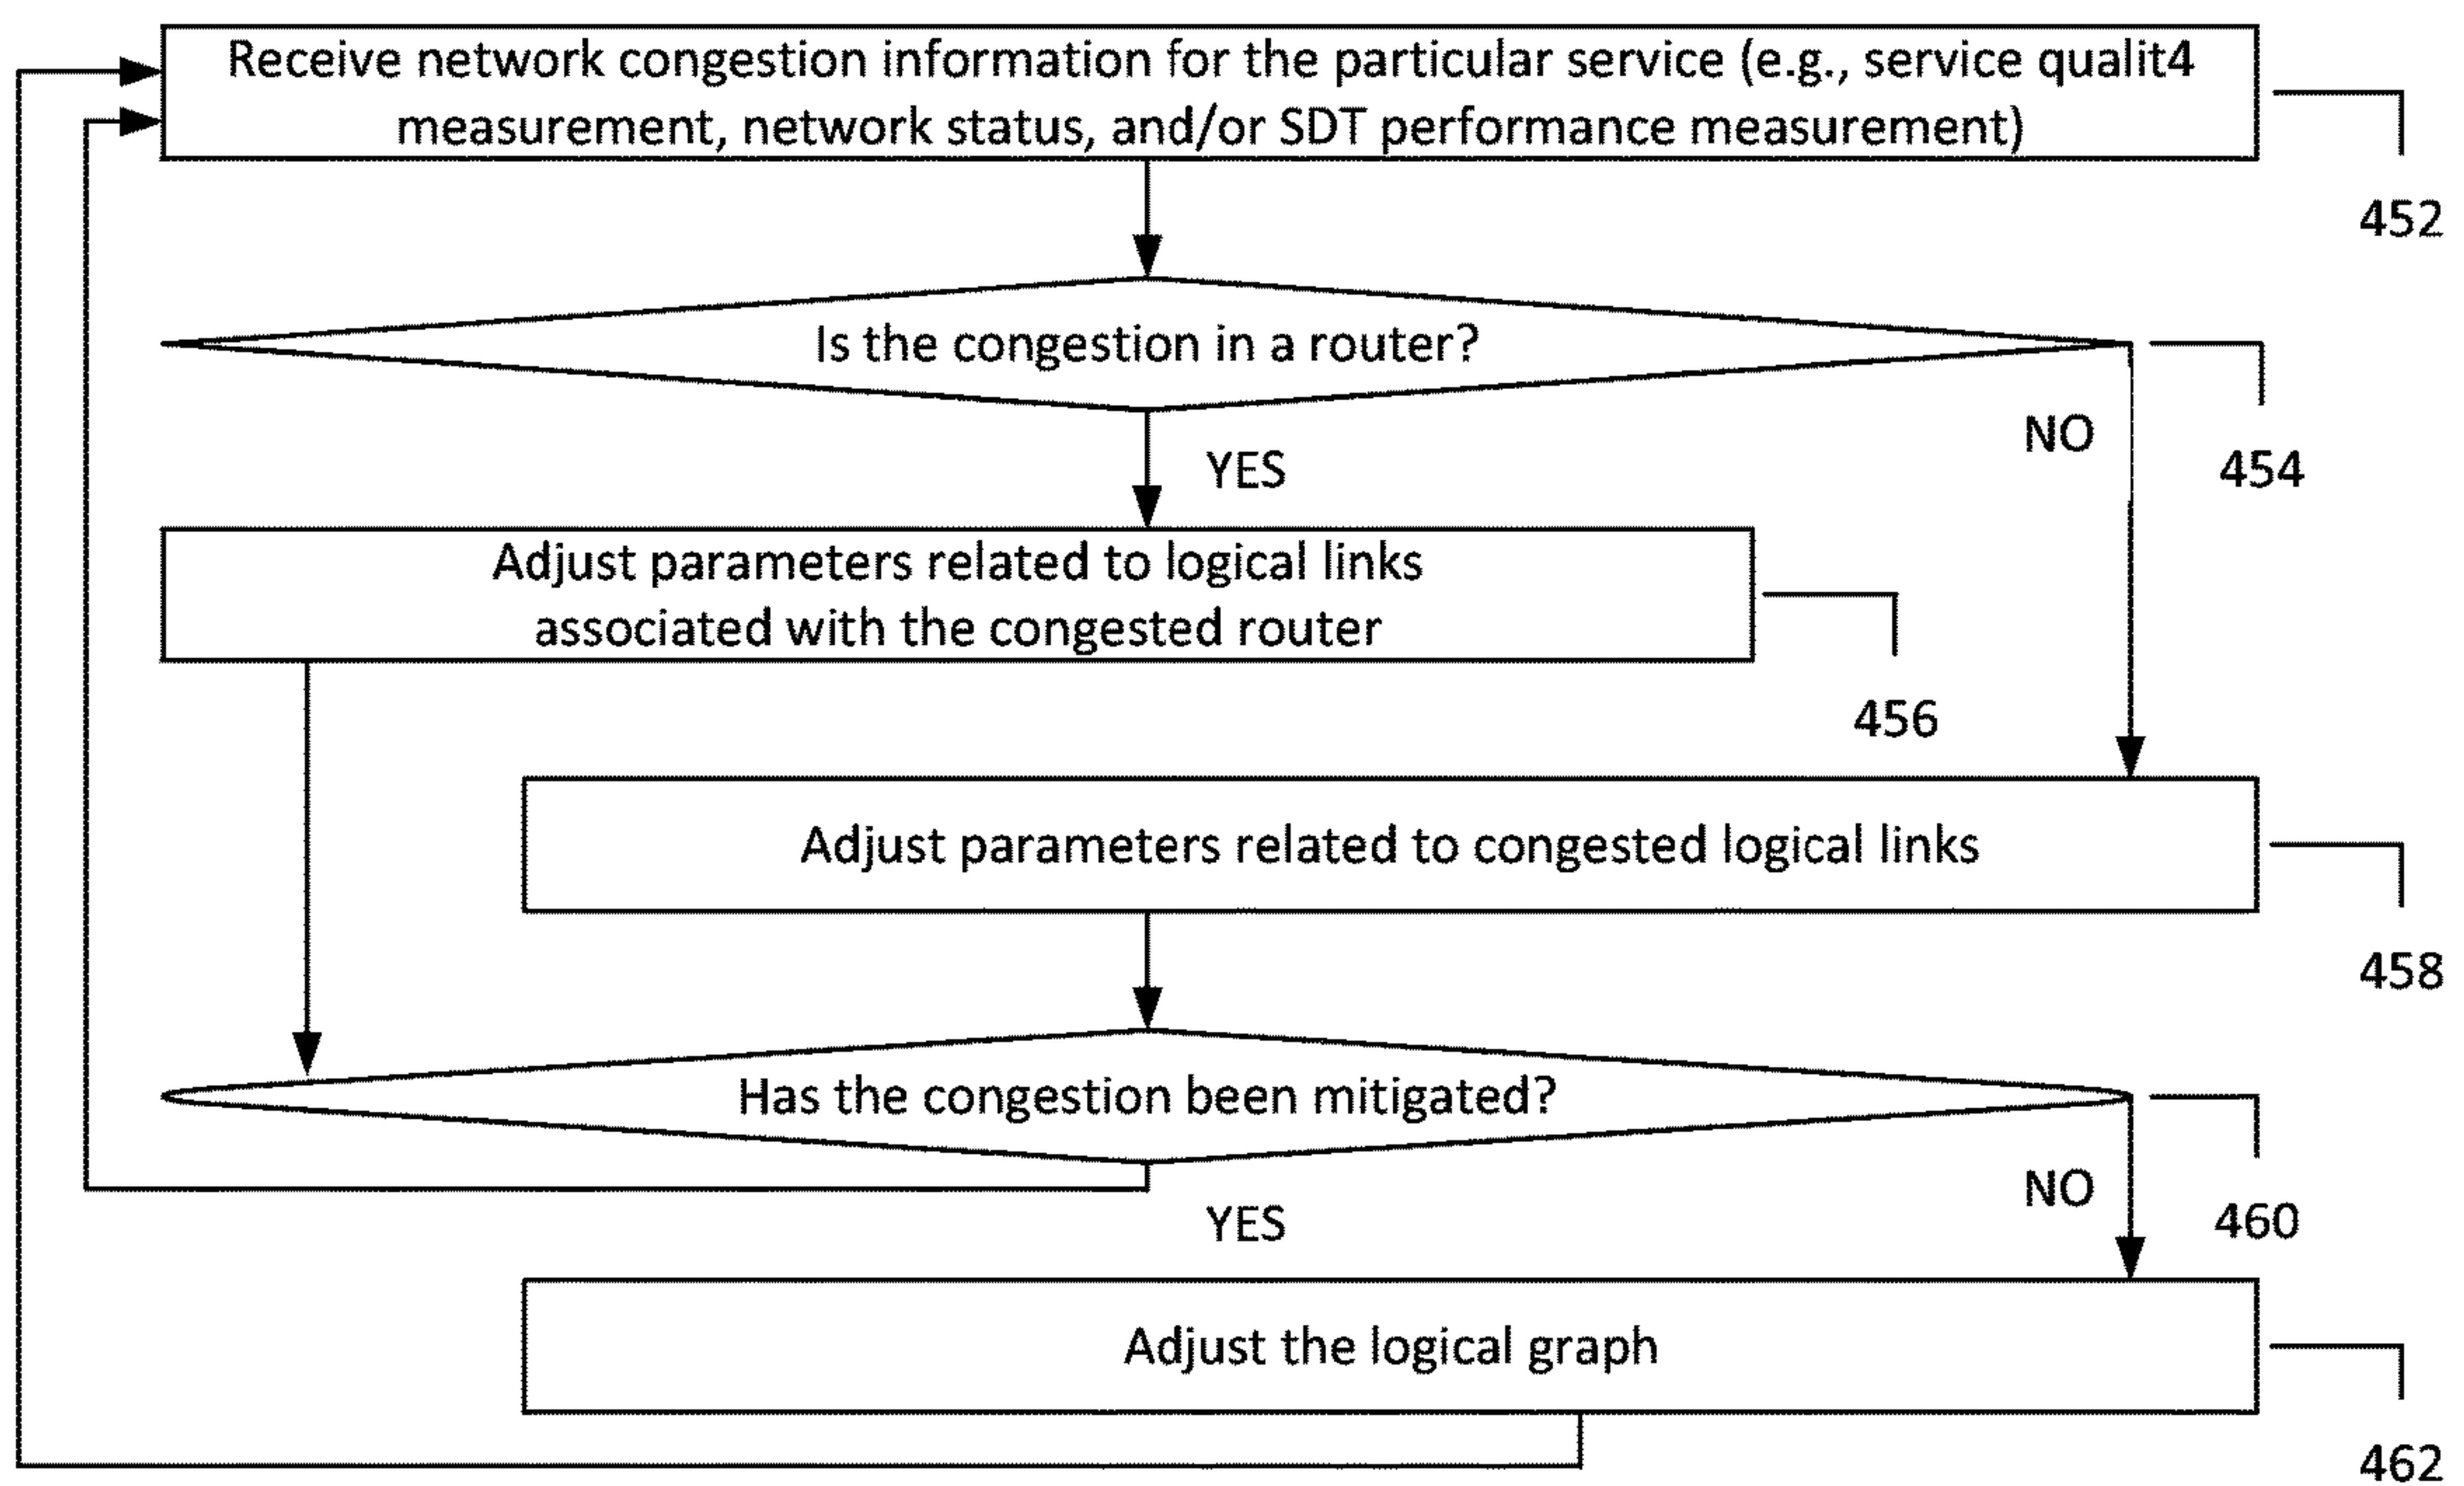 Receive network congestion information for the particular service (e.g., service qualit4
measurement, network status, and/or SDT performance measurement)
452
Is the congestion in a router?
NO
454
YES
Adjust parameters related to logical links
associated with the congested router
456
Adjust parameters related to congested logical links
458
Has the congestion been mitigated?
NO
460
YES
Adjust the logical graph
462